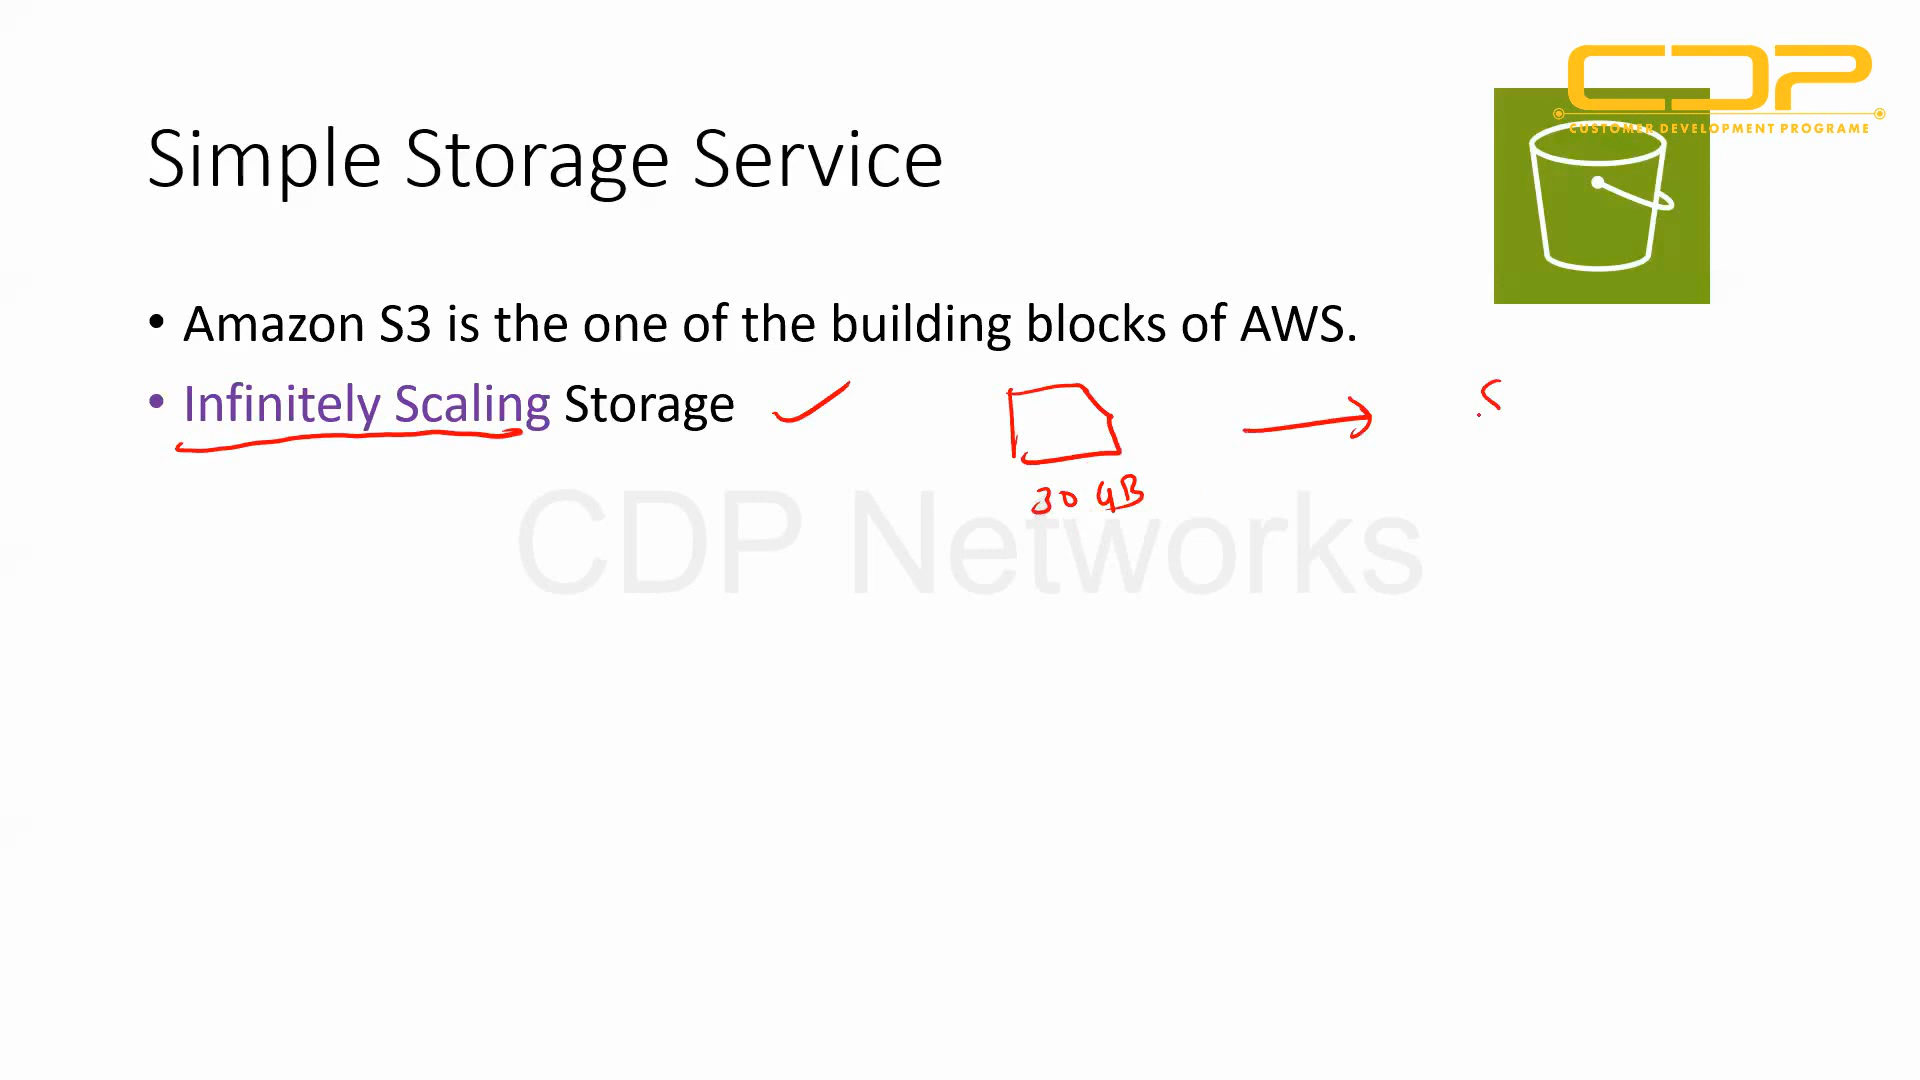 CDP
CUSTOMER DEVELOPMENT PROGRAME
Simple Storage Service
• Amazon S3 is the one of the building blocks of AWS.
• Infinitely Scaling Storage
30 GB
CDP Networks